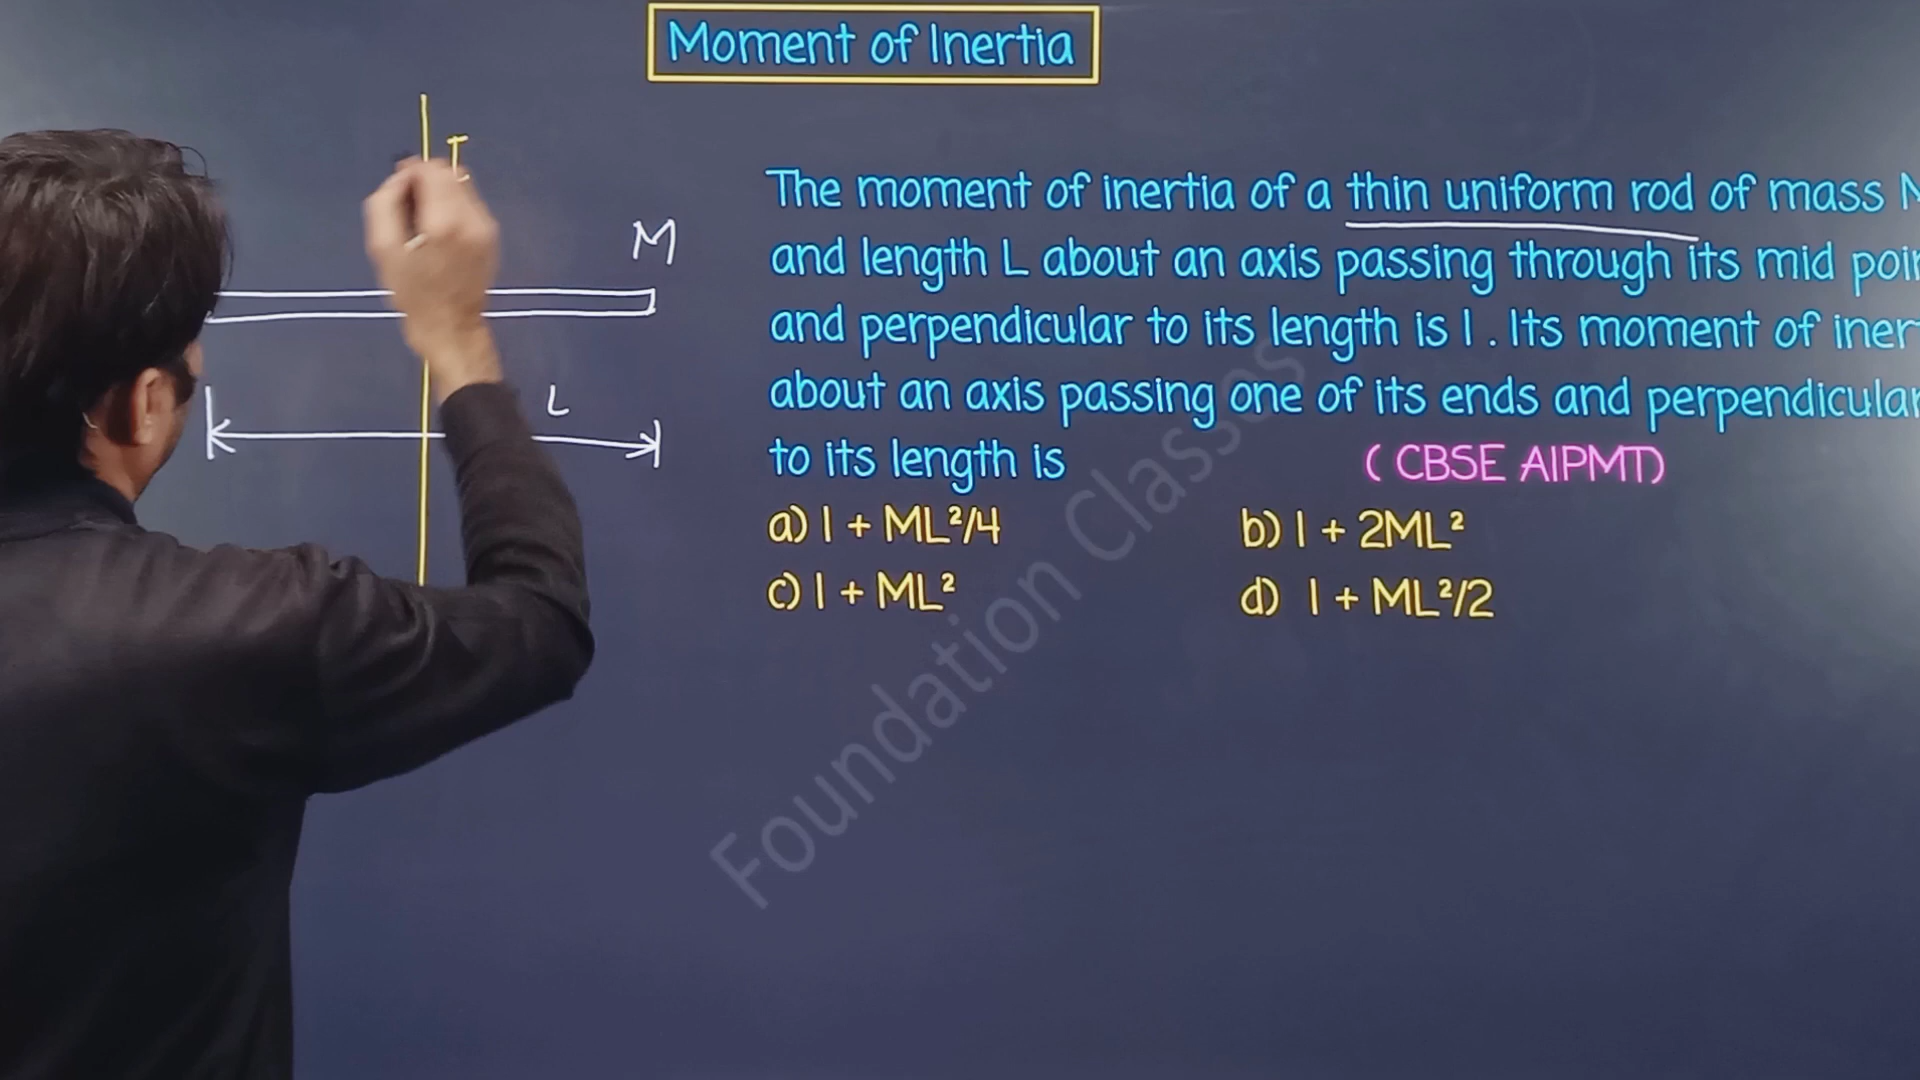 Moment of Inertia
I
M
L
The moment of inertia of a thin uniform rod of mass
and length L about an axis passing through its mid
and perpendicular to its length is I . Its moment of
about an axis passing one of its ends and perpendicular
to its length is ( CBSE AIPMT)
a) I + ML²/4 b) I + 2ML²
c) I + ML² d) I + ML²/2
Foundation Classes